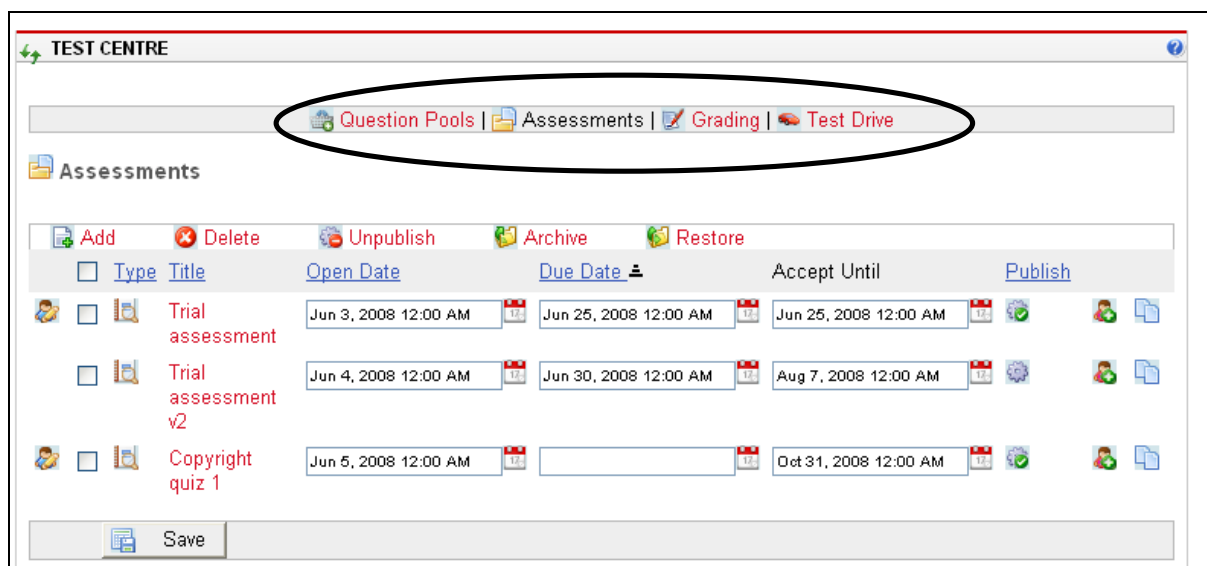 TEST CENTRE
Question Pools | Assessments | Grading | Test Drive
Assessments
Add Delete Unpublish Archive Restore
Type Title Open Date Due Date Accept Until Publish
Trial Jun 3, 2008 12:00 AM Jun 25, 2008 12:00 AM Jun 25, 2008 12:00 AM
assessment
Trial Jun 4, 2008 12:00 AM Jun 30, 2008 12:00 AM Aug 7, 2008 12:00 AM
assessment
v2
Copyright Jun 5, 2008 12:00 AM Oct 31, 2008 12:00 AM
quiz 1
Save